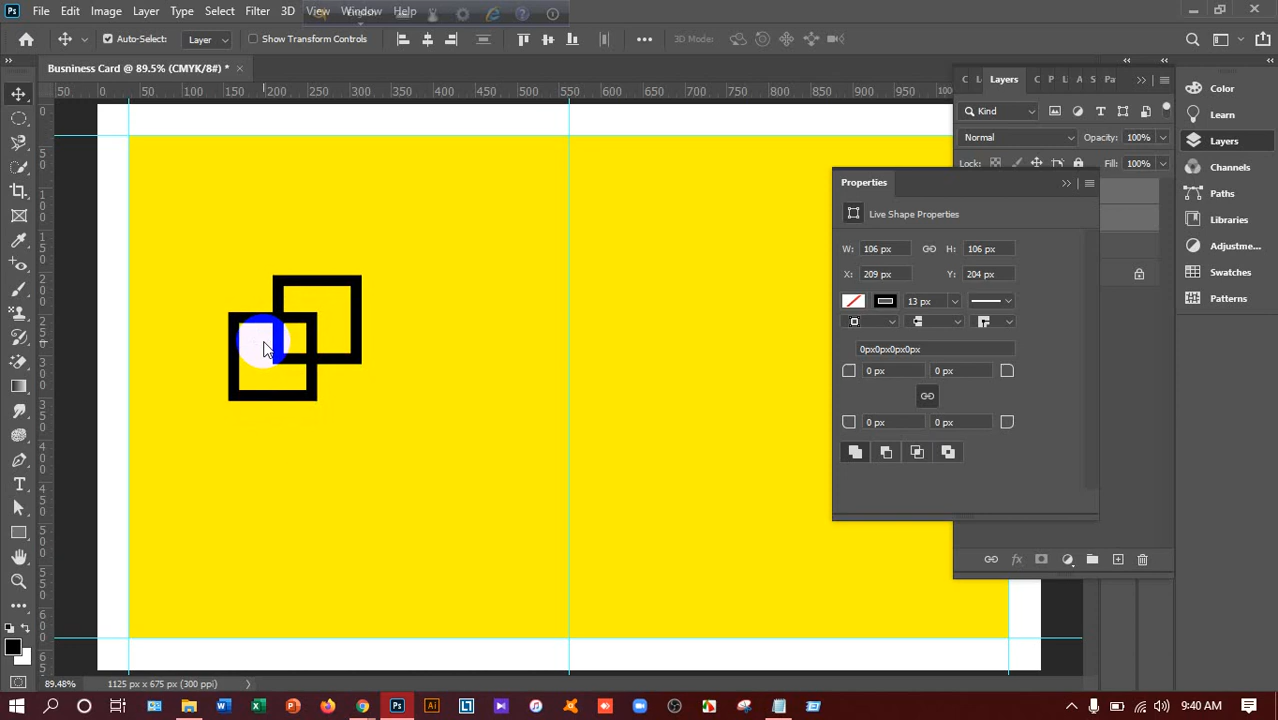 File Edit Image Layer Type Select Filter 3D View Window Help
Auto-Select: Layer Show Transform Controls 3D Mode:
Busniness Card @ 89.5% (CMYK/8#) * ×
50 0 50 100 150 200 250 300 350 400 450 500 550 600 650 700 750 800 850 900 950
C L Layers C P L A S Pa
Kind
Normal Opacity: 100%
Lock: Fill: 100%
Color
Learn
Layers
Channels
Paths
Libraries
Adjustme...
Swatches
Patterns
Properties
Live Shape Properties
W: 106 px H: 106 px
X: 209 px Y: 204 px
13 px
0px0px0px0px
0 px 0 px
0 px 0 px
89.48% 1125 px x 675 px (300 ppi)
9:40 AM